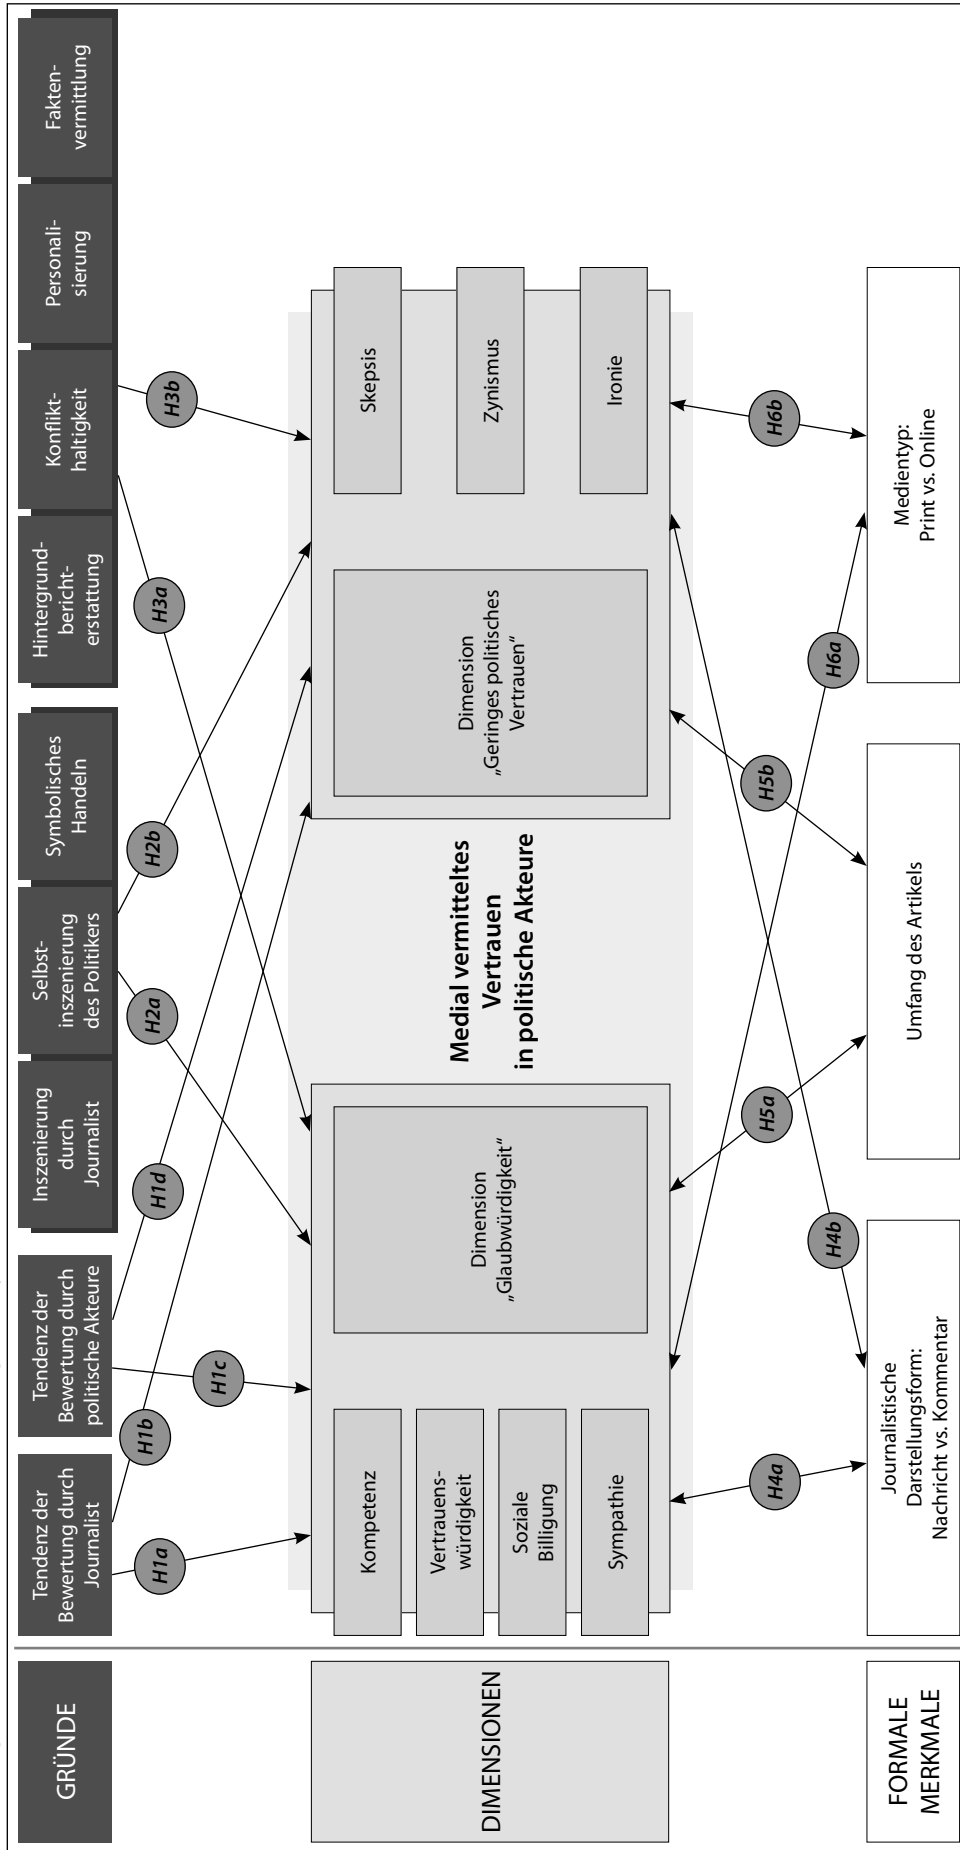 GRÜNDE
Tendenz der
Bewertung durch
Journalist
Tendenz der
Bewertung durch
politische Akteure
Inszenierung
durch
Journalist
Selbst-
inszenierung
des Politikers
Symbolisches
Handeln
Hintergrund-
bericht-
erstattung
Konflikt-
haltigkeit
Personali-
sierung
Fakten-
vermittlung
H1a
H1b
H1c
H1d
H2a
H2b
H3a
H3b
DIMENSIONEN
Kompetenz
Vertrauens-
würdigkeit
Soziale
Billigung
Sympathie
Dimension
„Glaubwürdigkeit“
Medial vermitteltes
Vertrauen
in politische Akteure
Dimension
„Geringes politisches
Vertrauen“
Skepsis
Zynismus
Ironie
H4a
H4b
H5a
H5b
H6a
H6b
FORMALE
MERKMALE
Journalistische
Darstellungsform:
Nachricht vs. Kommentar
Umfang des Artikels
Medientyp:
Print vs. Online